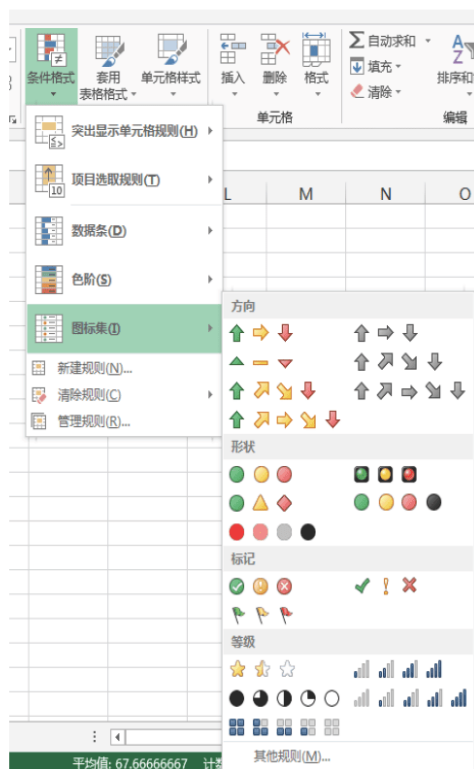 条件格式
套用
表格格式
单元格样式
插入
删除
格式
自动求和
填充
清除
排序和
单元格
编辑
突出显示单元格规则(H)
10
项目选取规则(T)
数据条(D)
色阶(S)
图标集(I)
新建规则(N)...
清除规则(C)
管理规则(R)...
L M N O
方向
形状
标记
等级
其他规则(M)...
平均值: 67.66666667 计数